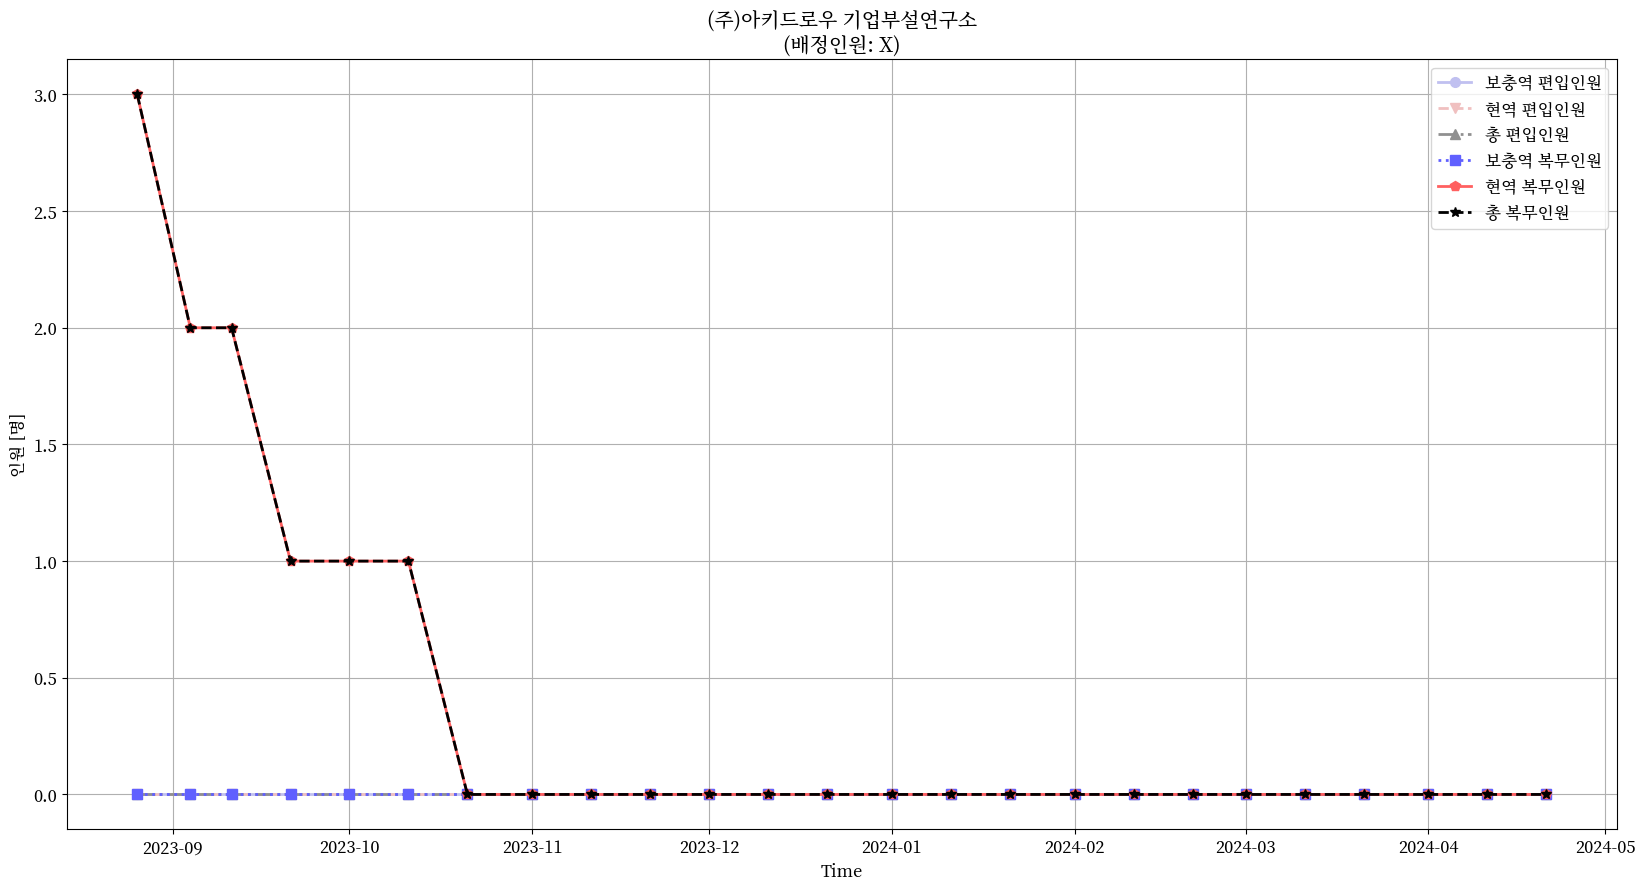 (주)아키드로우 기업부설연구소
(배정인원: X)
보충역 편입인원
현역 편입인원
총 편입인원
보충역 복무인원
현역 복무인원
총 복무인원
인원 [명]
3.0
2.5
2.0
1.5
1.0
0.5
0.0
2023-09
2023-10
2023-11
2023-12
2024-01
2024-02
2024-03
2024-04
2024-05
Time